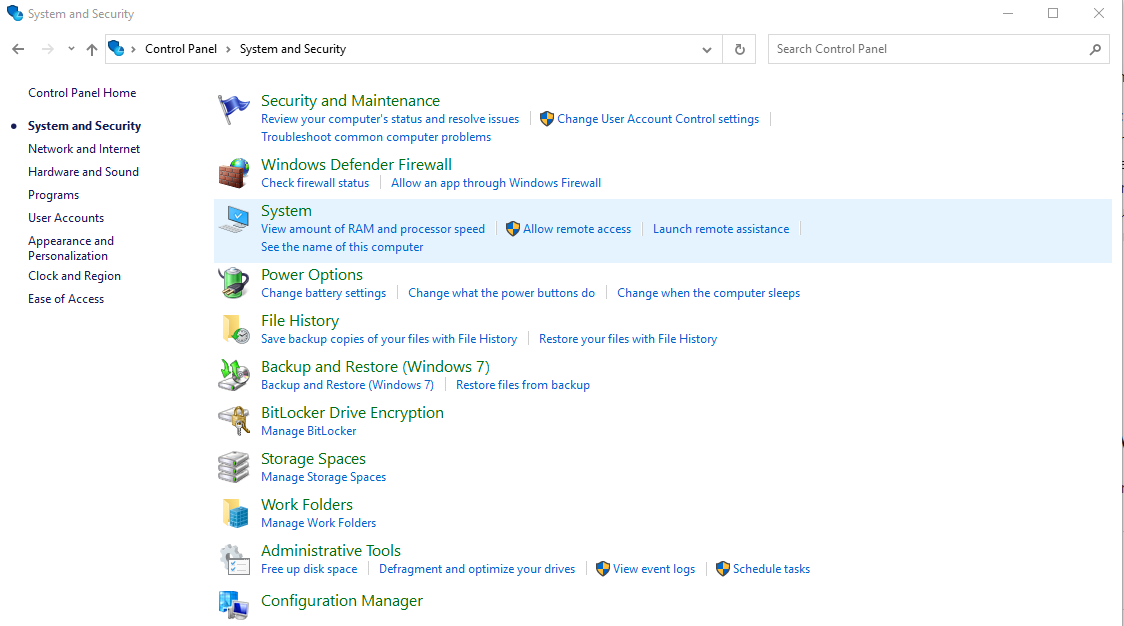 System and Security
Control Panel > System and Security
Search Control Panel
Control Panel Home
System and Security
Network and Internet
Hardware and Sound
Programs
User Accounts
Appearance and
Personalization
Clock and Region
Ease of Access
Security and Maintenance
Review your computer's status and resolve issues | Change User Account Control settings |
Troubleshoot common computer problems
Windows Defender Firewall
Check firewall status | Allow an app through Windows Firewall
System
View amount of RAM and processor speed | Allow remote access | Launch remote assistance |
See the name of this computer
Power Options
Change battery settings | Change what the power buttons do | Change when the computer sleeps
File History
Save backup copies of your files with File History | Restore your files with File History
Backup and Restore (Windows 7)
Backup and Restore (Windows 7) | Restore files from backup
BitLocker Drive Encryption
Manage BitLocker
Storage Spaces
Manage Storage Spaces
Work Folders
Manage Work Folders
Administrative Tools
Free up disk space | Defragment and optimize your drives | View event logs | Schedule tasks
Configuration Manager